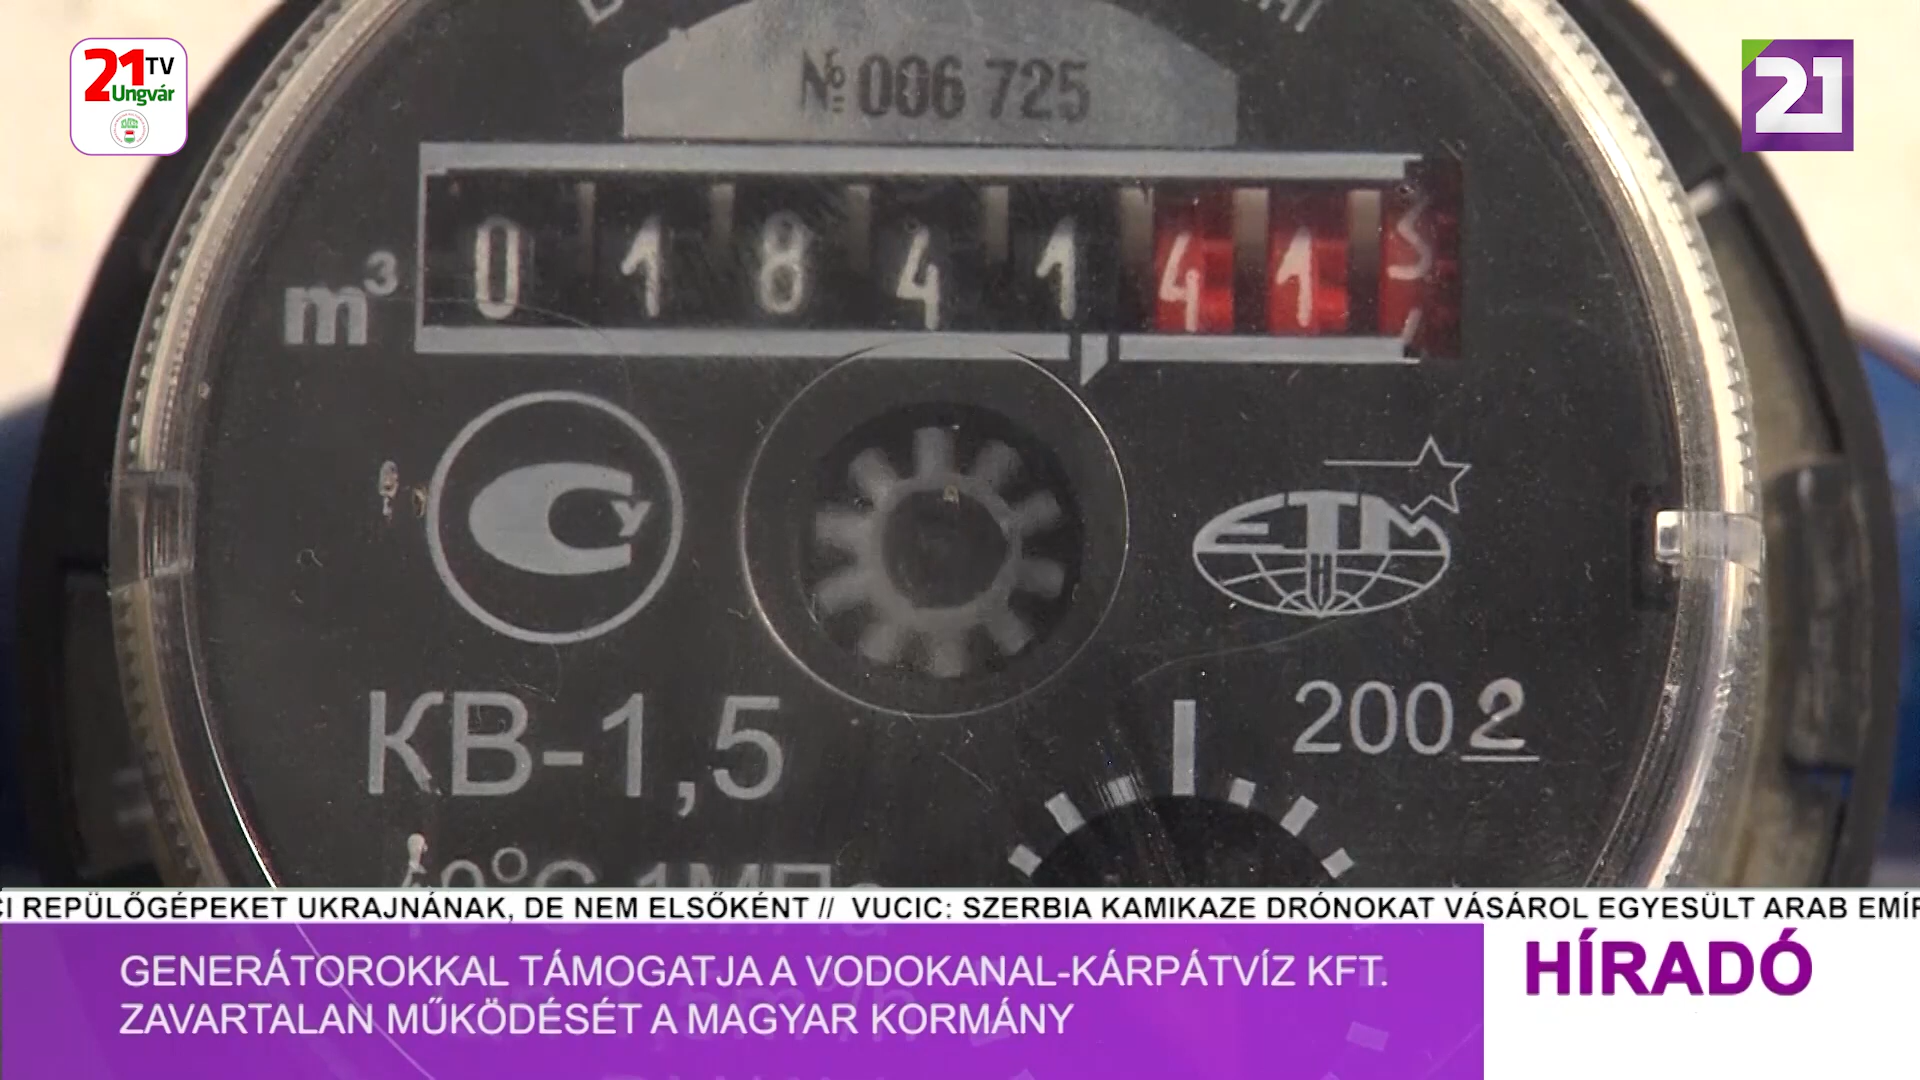 21 TV
Ungvár
21
№ 006 725
m³
0 1 8 4 1 4 1
Су
ETM
КВ-1,5
2002
°C 1МПа
REPÜLŐGÉPEKET UKRAJNÁNAK, DE NEM ELSŐKÉNT // VUCIC: SZERBIA KAMIKAZE DRÓNOKAT VÁSÁROL EGYESÜLT ARAB
GENERÁTOROKKAL TÁMOGATJA A VODOKANAL-KÁRPÁTVÍZ KFT.
ZAVARTALAN MŰKÖDÉSÉT A MAGYAR KORMÁNY
HÍRADÓ